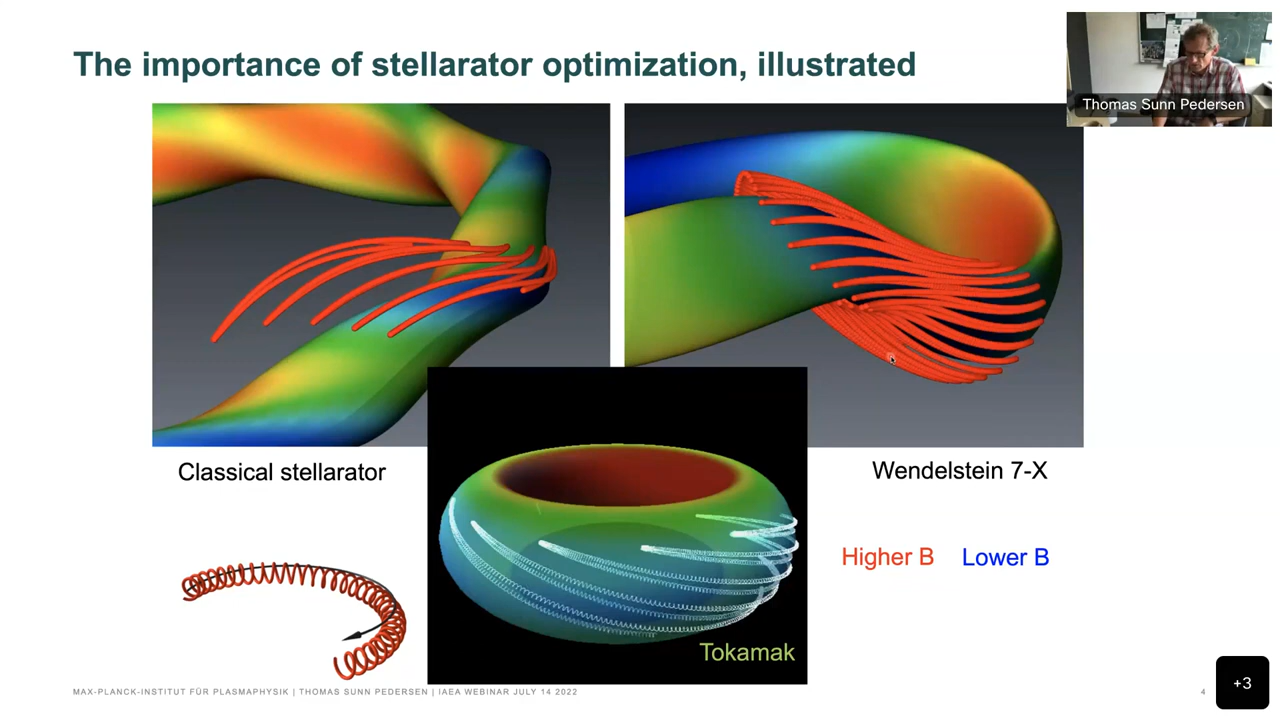 The importance of stellarator optimization, illustrated
Thomas Sunn Pedersen
Classical stellarator
Wendelstein 7-X
Higher B Lower B
Tokamak
MAX-PLANCK-INSTITUT FÜR PLASMAPHYSIK | THOMAS SUNN PEDERSEN | IAEA WEBINAR JULY 14 2022
4
+3